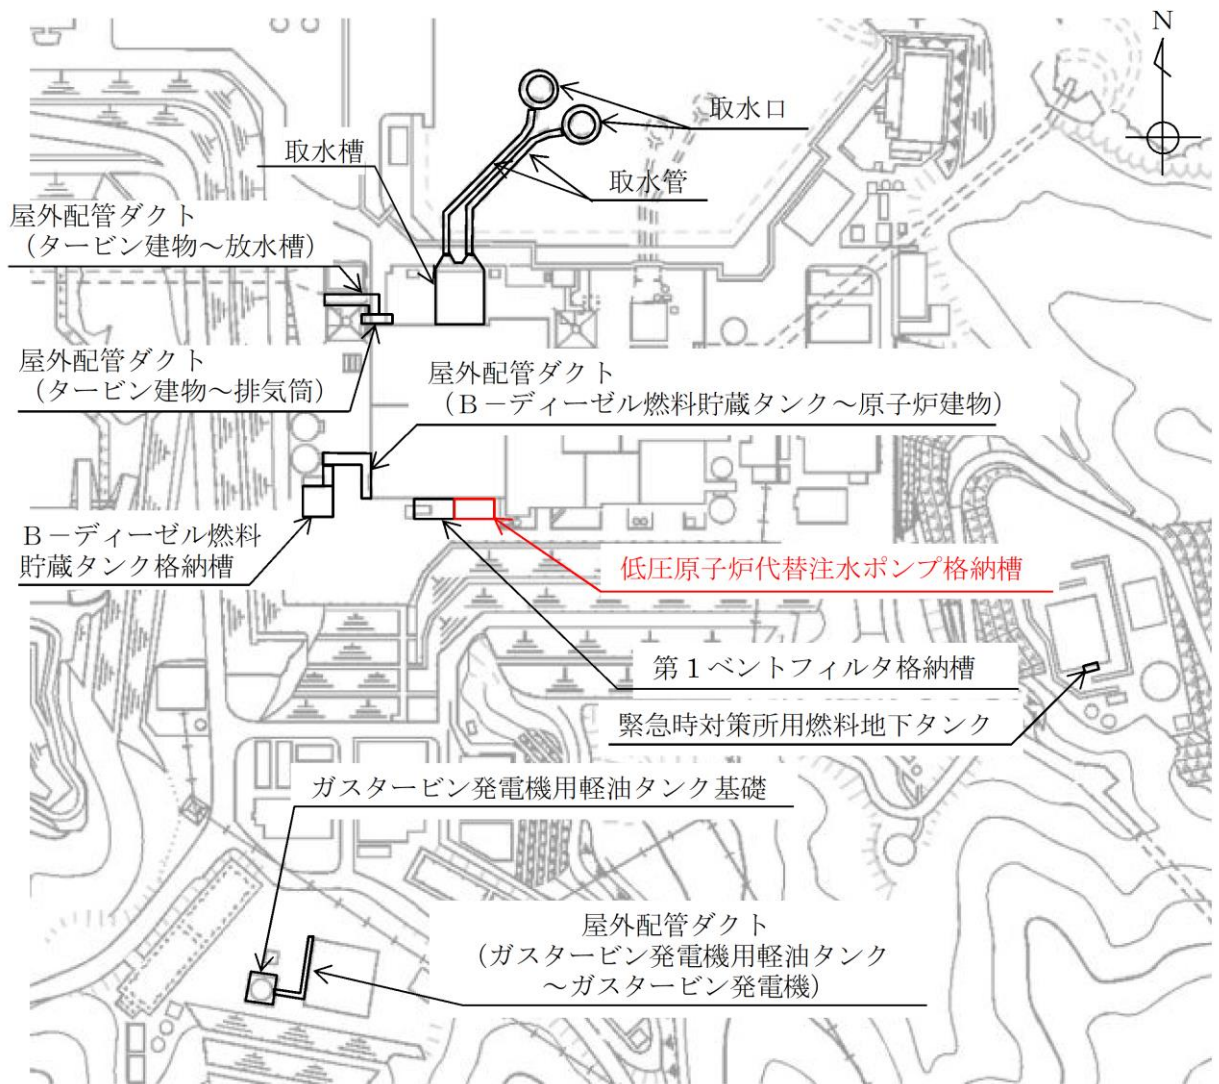 N
取水口
取水槽
取水管
屋外配管ダクト
（タービン建物～放水槽）
屋外配管ダクト
（タービン建物～排気筒）
屋外配管ダクト
（Ｂ－ディーゼル燃料貯蔵タンク～原子炉建物）
Ｂ－ディーゼル燃料
貯蔵タンク格納槽
低圧原子炉代替注水ポンプ格納槽
第１ベントフィルタ格納槽
緊急時対策所用燃料地下タンク
ガスタービン発電機用軽油タンク基礎
屋外配管ダクト
（ガスタービン発電機用軽油タンク
～ガスタービン発電機）